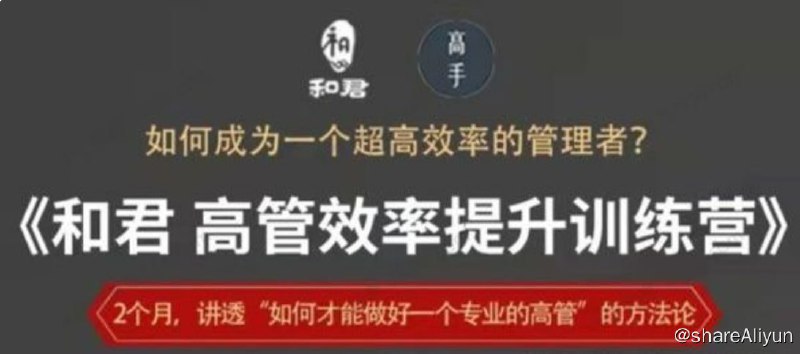 和君
高手
如何成为一个超高效率的管理者？
《和君 高管效率提升训练营》
2个月，讲透“如何才能做好一个专业的高管”的方法论
@shareAliyun